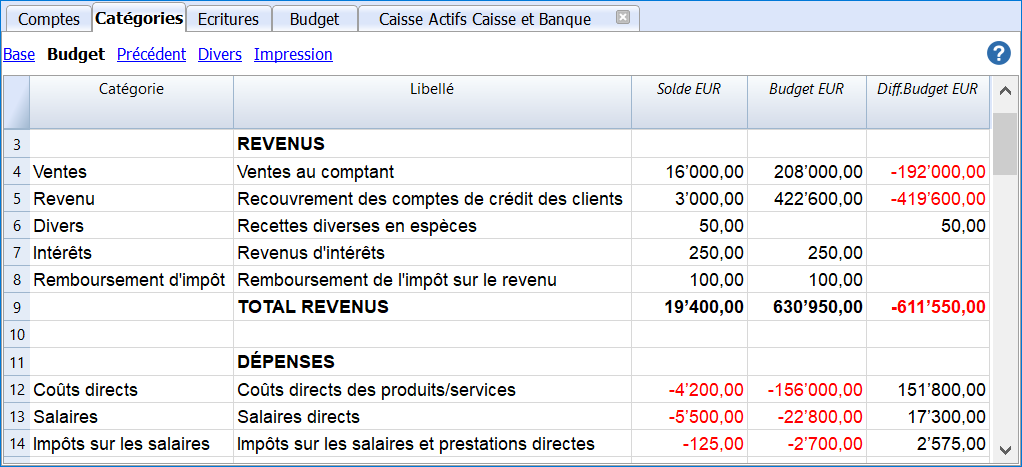 Comptes Catégories Ecritures Budget Caisse Actifs Caisse et Banque
Base Budget Précédent Divers Impression ?
Catégorie Libellé Solde EUR Budget EUR Diff.Budget EUR
3 REVENUS
4 Ventes Ventes au comptant 16’000,00 208’000,00 -192’000,00
5 Revenu Recouvrement des comptes de crédit des clients 3’000,00 422’600,00 -419’600,00
6 Divers Recettes diverses en espèces 50,00 50,00
7 Intérêts Revenus d'intérêts 250,00 250,00
8 Remboursement d'impôt Remboursement de l'impôt sur le revenu 100,00 100,00
9 TOTAL REVENUS 19’400,00 630’950,00 -611’550,00
10
11 DÉPENSES
12 Coûts directs Coûts directs des produits/services -4’200,00 -156’000,00 151’800,00
13 Salaires Salaires directs -5’500,00 -22’800,00 17’300,00
14 Impôts sur les salaires Impôts sur les salaires et prestations directes -125,00 -2’700,00 2’575,00